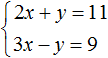 2x + y = 11
3x − y = 9